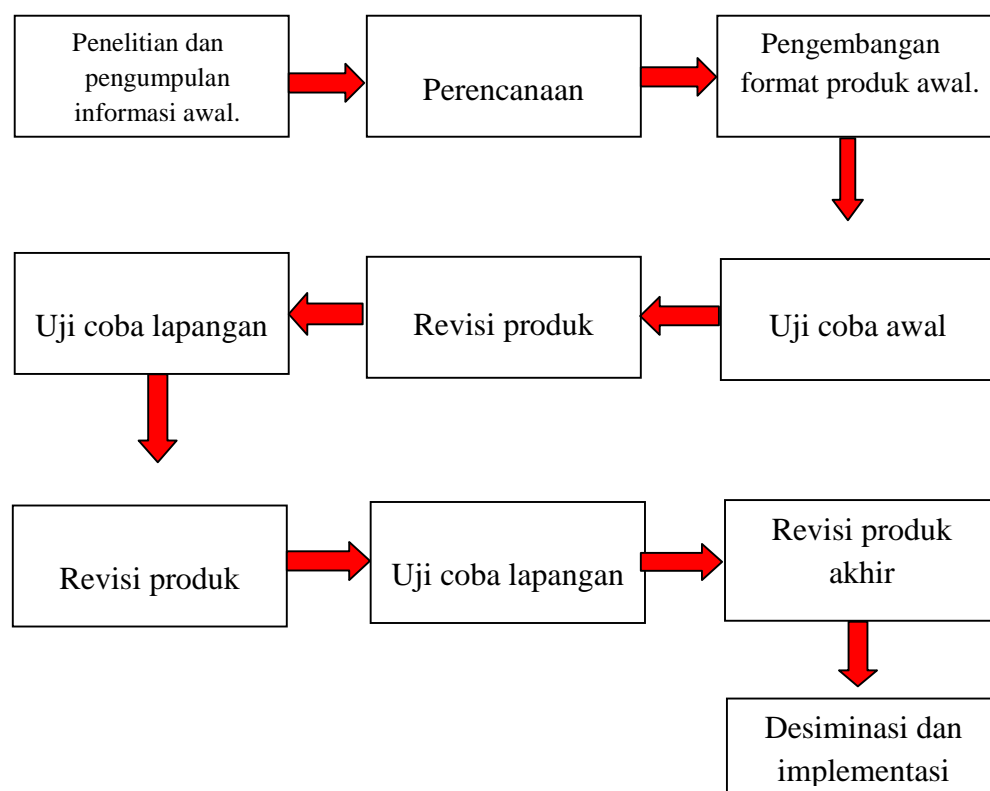 Penelitian dan
pengumpulan
informasi awal.
Perencanaan
Pengembangan
format produk awal.
Uji coba awal
Revisi produk
Uji coba lapangan
Revisi produk
Uji coba lapangan
Revisi produk
akhir
Desiminasi dan
implementasi